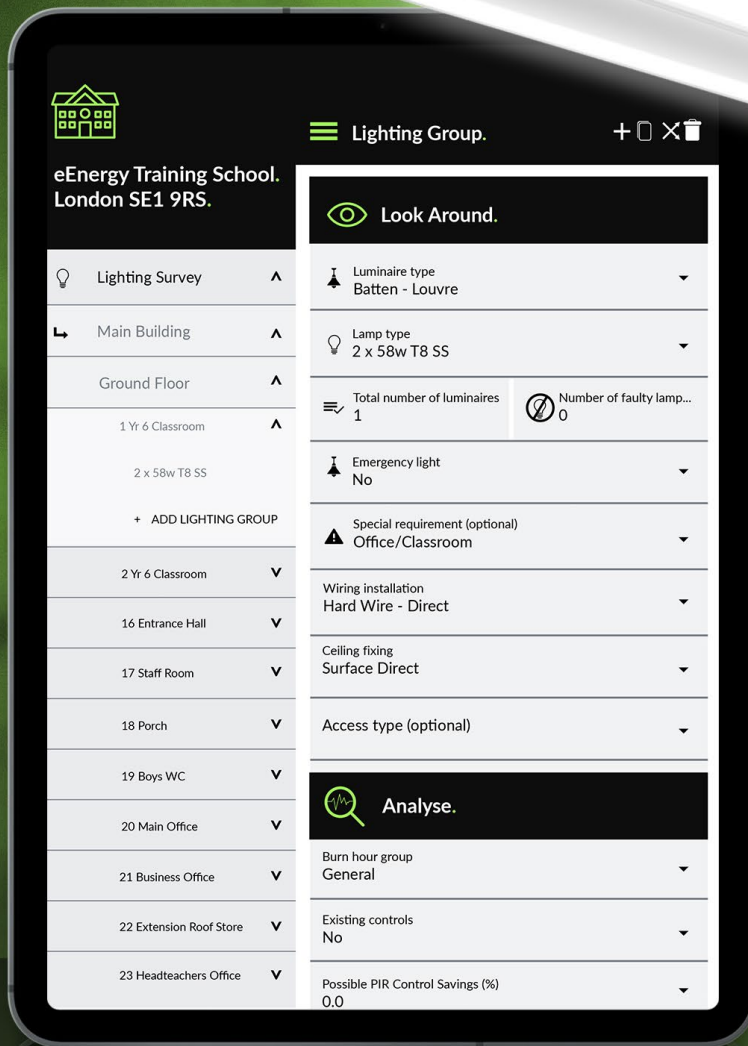 eEnergy Training School.
London SE1 9RS.
Lighting Survey
Main Building
Ground Floor
1 Yr 6 Classroom
2 x 58w T8 SS
+ ADD LIGHTING GROUP
2 Yr 6 Classroom
16 Entrance Hall
17 Staff Room
18 Porch
19 Boys WC
20 Main Office
21 Business Office
22 Extension Roof Store
23 Headteachers Office
Lighting Group.
Look Around.
Luminaire type
Batten - Louvre
Lamp type
2 x 58w T8 SS
Total number of luminaires
1
Number of faulty lamp...
0
Emergency light
No
Special requirement (optional)
Office/Classroom
Wiring installation
Hard Wire - Direct
Ceiling fixing
Surface Direct
Access type (optional)
Analyse.
Burn hour group
General
Existing controls
No
Possible PIR Control Savings (%)
0.0